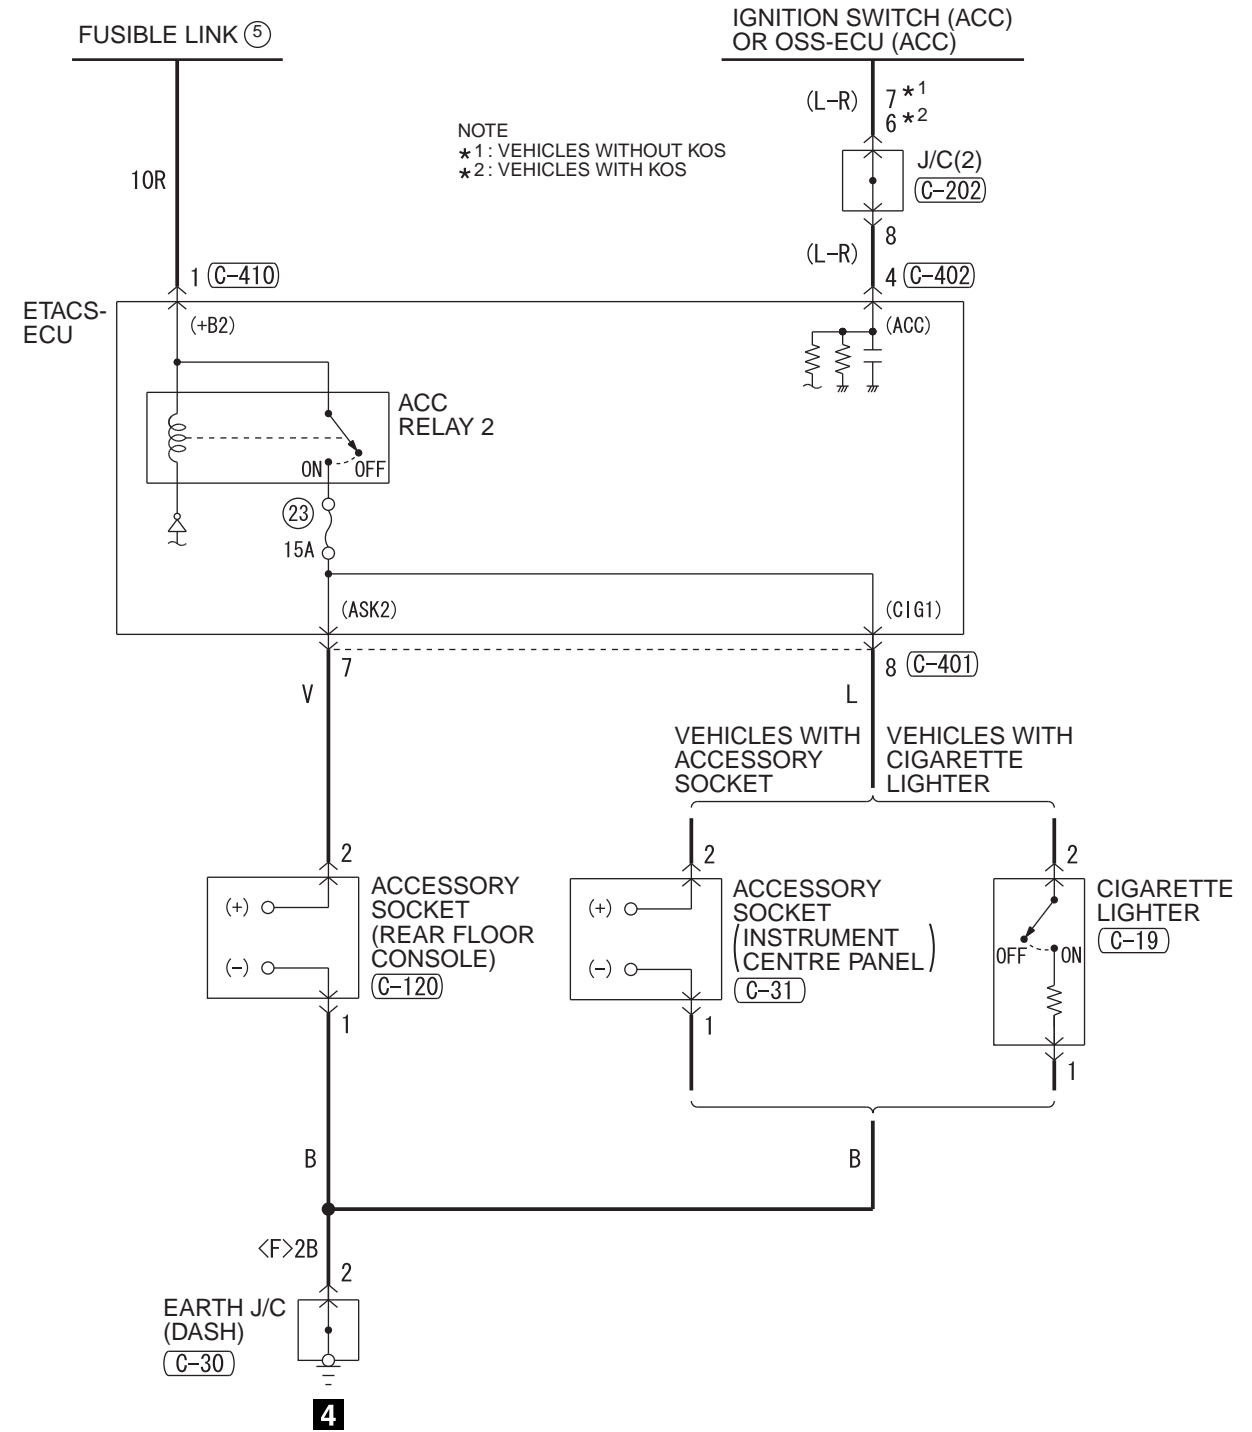 FUSIBLE LINK 5
IGNITION SWITCH (ACC)
OR OSS-ECU (ACC)
(L-R)
7 *1
6 *2
NOTE
*1 : VEHICLES WITHOUT KOS
*2 : VEHICLES WITH KOS
J/C(2)
C-202
10R
8
(L-R)
1 C-410
4 C-402
ETACS-
ECU
(+B2)
(ACC)
ACC
RELAY 2
ON OFF
23
15A
(ASK2)
(CIG1)
7
8 C-401
V
L
VEHICLES WITH
ACCESSORY
SOCKET
VEHICLES WITH
CIGARETTE
LIGHTER
2
2
2
(+)
(-)
ACCESSORY
SOCKET
(REAR FLOOR
CONSOLE)
C-120
(+)
(-)
ACCESSORY
SOCKET
(INSTRUMENT
CENTRE PANEL)
C-31
OFF ON
CIGARETTE
LIGHTER
C-19
1
1
1
B
B
<F>2B
2
EARTH J/C
(DASH)
C-30
4